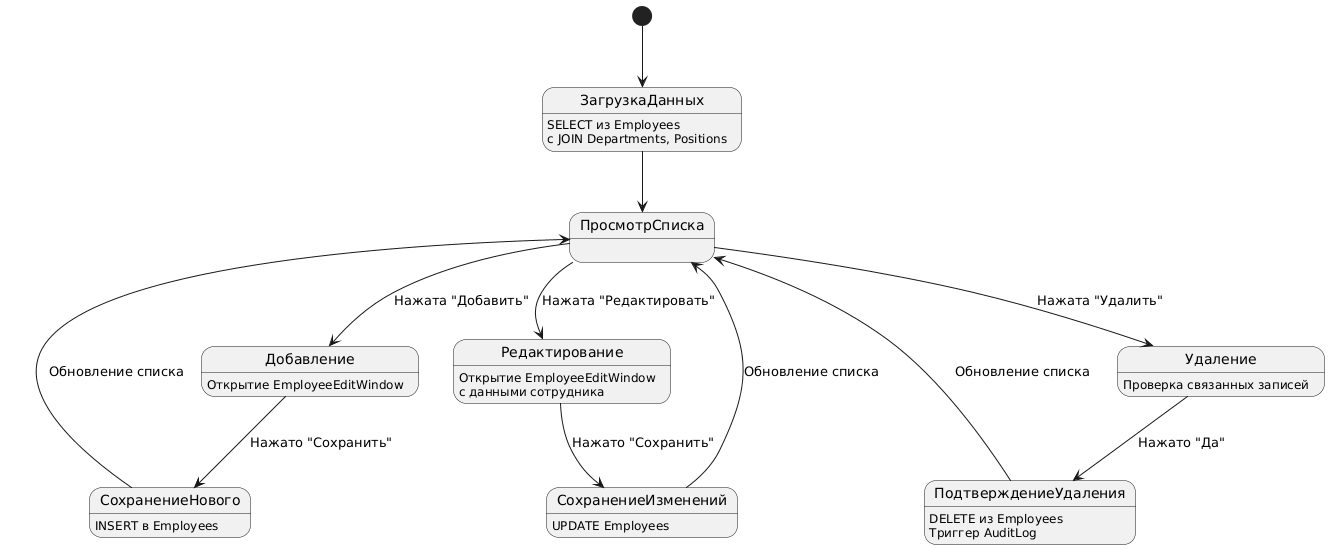 ЗагрузкаДанных
SELECT из Employees
с JOIN Departments, Positions
ПросмотрСписка
Нажата "Добавить"
Нажата "Редактировать"
Нажата "Удалить"
Обновление списка
Добавление
Открытие EmployeeEditWindow
Редактирование
Открытие EmployeeEditWindow
с данными сотрудника
Обновление списка
Обновление списка
Удаление
Проверка связанных записей
Нажато "Сохранить"
Нажато "Сохранить"
Нажато "Да"
СохранениеНового
INSERT в Employees
СохранениеИзменений
UPDATE Employees
ПодтверждениеУдаления
DELETE из Employees
Триггер AuditLog